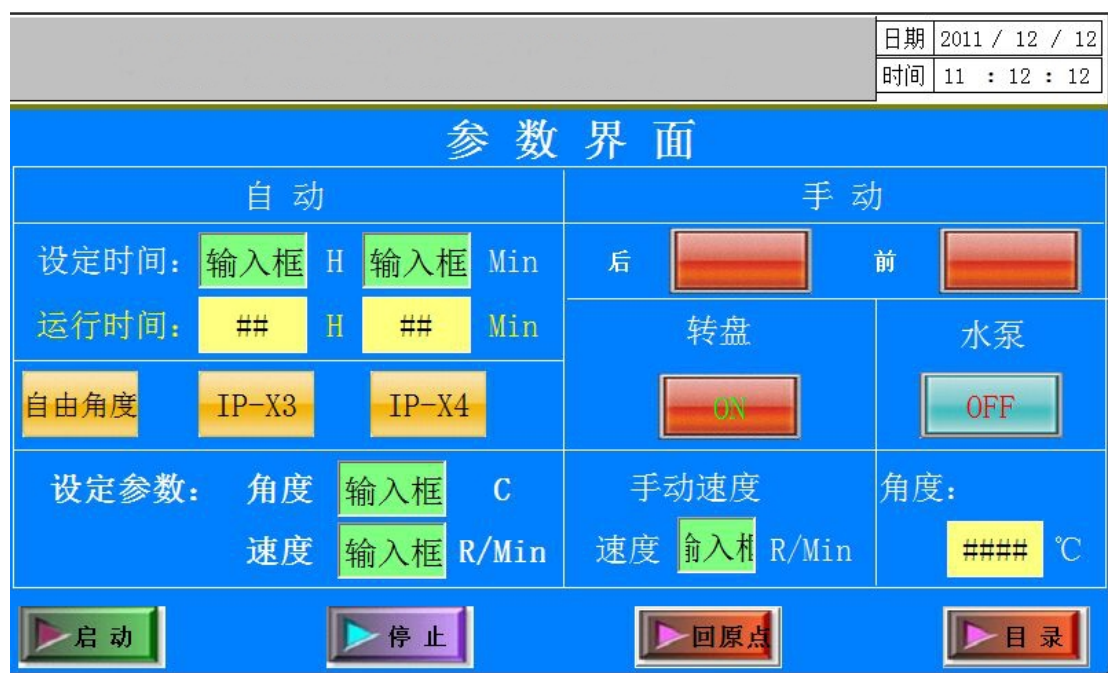 日期 2011 / 12 / 12
时间 11 : 12 : 12
参数界面
自动 手动
设定时间: 输入框 H 输入框 Min 后 前
运行时间: ## H ## Min 转盘 水泵
自由角度 IP-X3 IP-X4 ON OFF
设定参数: 角度 输入框 C 手动速度 角度:
速度 输入框 R/Min 速度 输入框 R/Min #### ℃
启动 停止 回原点 目录